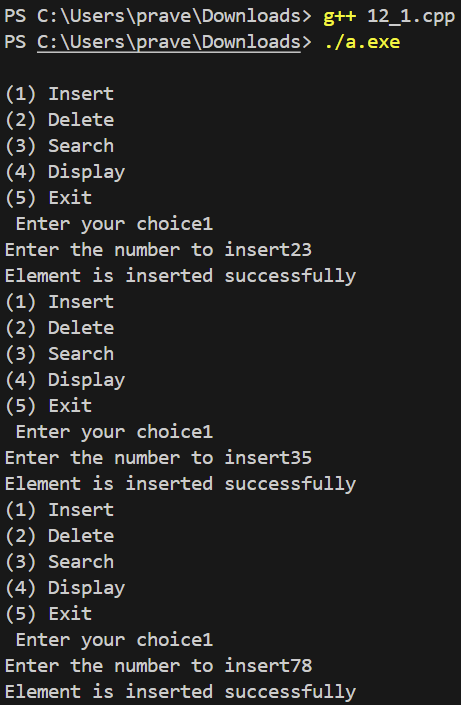 PS C:\Users\prave\Downloads> g++ 12_1.cpp
PS C:\Users\prave\Downloads> ./a.exe
(1) Insert
(2) Delete
(3) Search
(4) Display
(5) Exit
 Enter your choice1
Enter the number to insert23
Element is inserted successfully
(1) Insert
(2) Delete
(3) Search
(4) Display
(5) Exit
 Enter your choice1
Enter the number to insert35
Element is inserted successfully
(1) Insert
(2) Delete
(3) Search
(4) Display
(5) Exit
 Enter your choice1
Enter the number to insert78
Element is inserted successfully